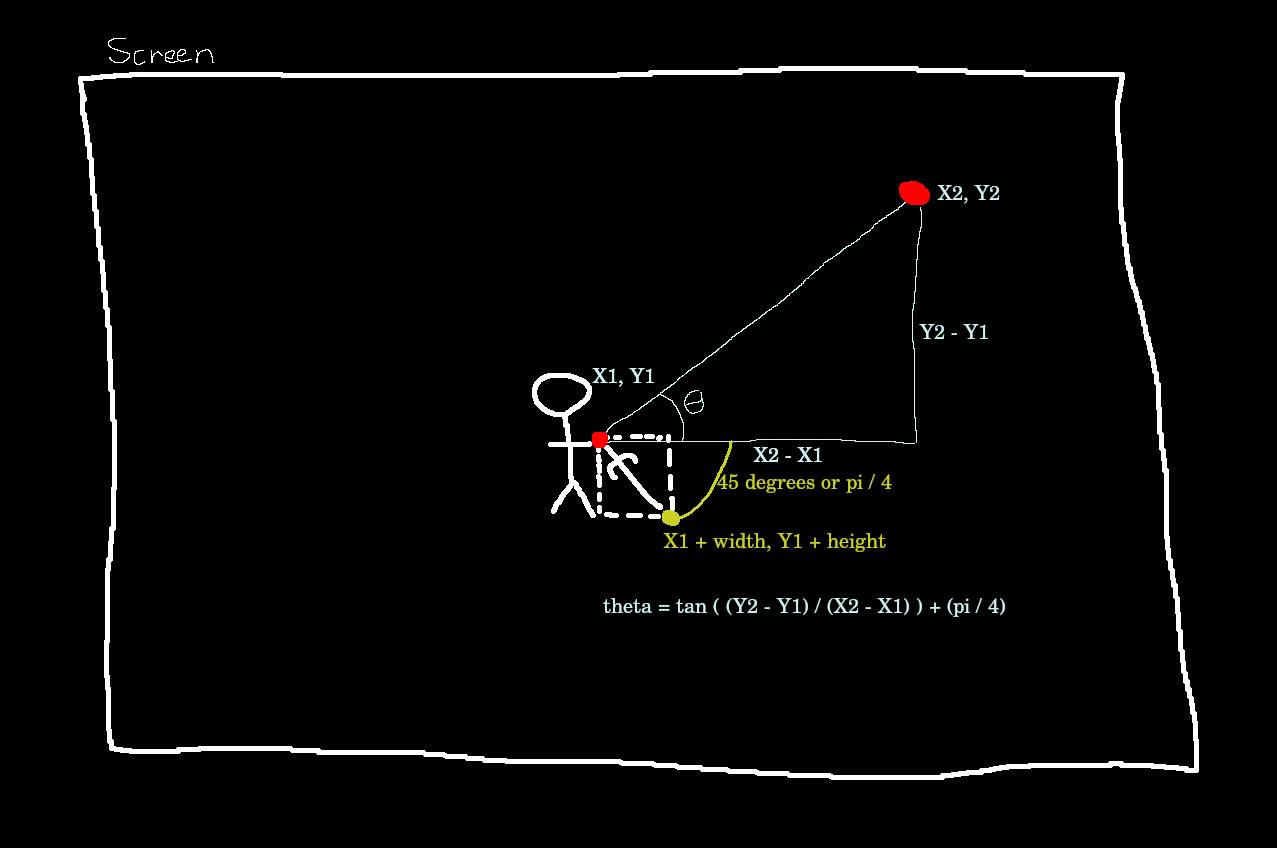 Screen
X2, Y2
Y2 - Y1
X1, Y1
θ
X2 - X1
45 degrees or pi / 4
X1 + width, Y1 + height
theta = tan ( (Y2 - Y1) / (X2 - X1) ) + (pi / 4)